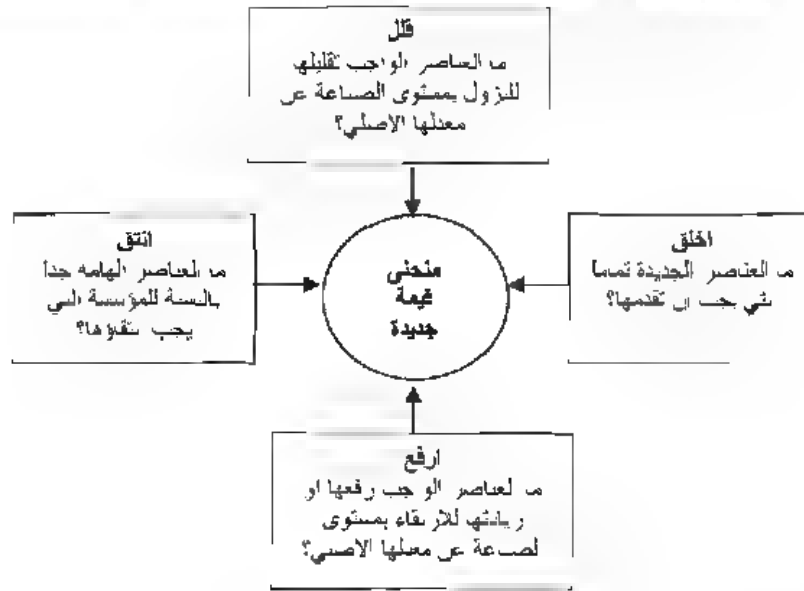 قلل
ما العناصر الواجب تقليلها
للنزول بمستوى الصناعة عن
معدلها الاصلي؟
انتق
ما العناصر الهامه جدا
بالنسبة للمؤسسة التي
يجب انتقاؤها؟
منحنى
قيمة
جديدة
اخلق
ما العناصر الجديدة تماما
التي يجب ان تقدمها؟
ارفع
ما العناصر الواجب رفعها او
زيادتها للارتقاء بمستوى
الصناعة عن معدلها الاصلي؟